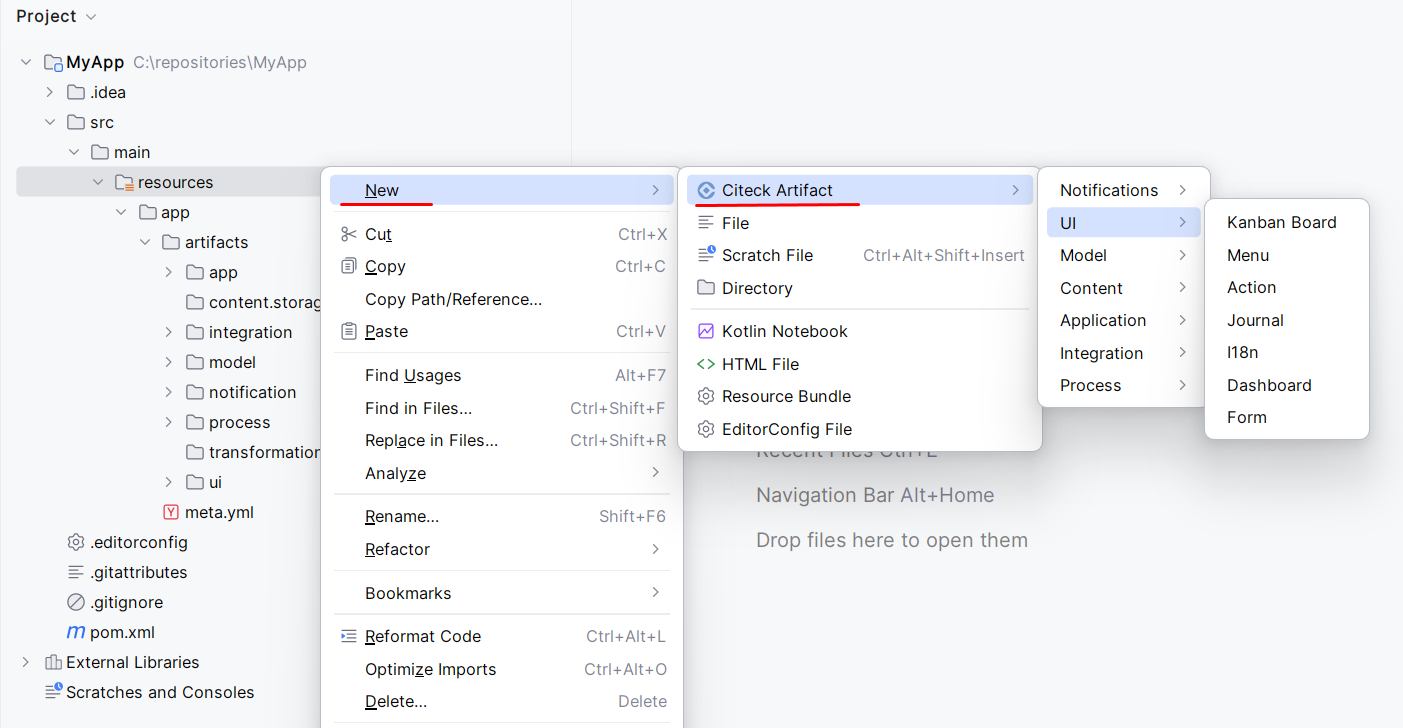 Project
MyApp C:\repositories\MyApp
.idea
src
main
resources
app
artifacts
app
content.storag
integration
model
notification
process
transformation
ui
meta.yml
.editorconfig
.gitattributes
.gitignore
pom.xml
External Libraries
Scratches and Consoles
New
Cut Ctrl+X
Copy Ctrl+C
Copy Path/Reference...
Paste Ctrl+V
Find Usages Alt+F7
Find in Files... Ctrl+Shift+F
Replace in Files... Ctrl+Shift+R
Analyze
Rename... Shift+F6
Refactor
Bookmarks
Reformat Code Ctrl+Alt+L
Optimize Imports Ctrl+Alt+O
Delete... Delete
Citeck Artifact
File
Scratch File Ctrl+Alt+Shift+Insert
Directory
Kotlin Notebook
HTML File
Resource Bundle
EditorConfig File
Notifications
UI
Model
Content
Application
Integration
Process
Kanban Board
Menu
Action
Journal
I18n
Dashboard
Form
Recent Files Ctrl+E
Navigation Bar Alt+Home
Drop files here to open them